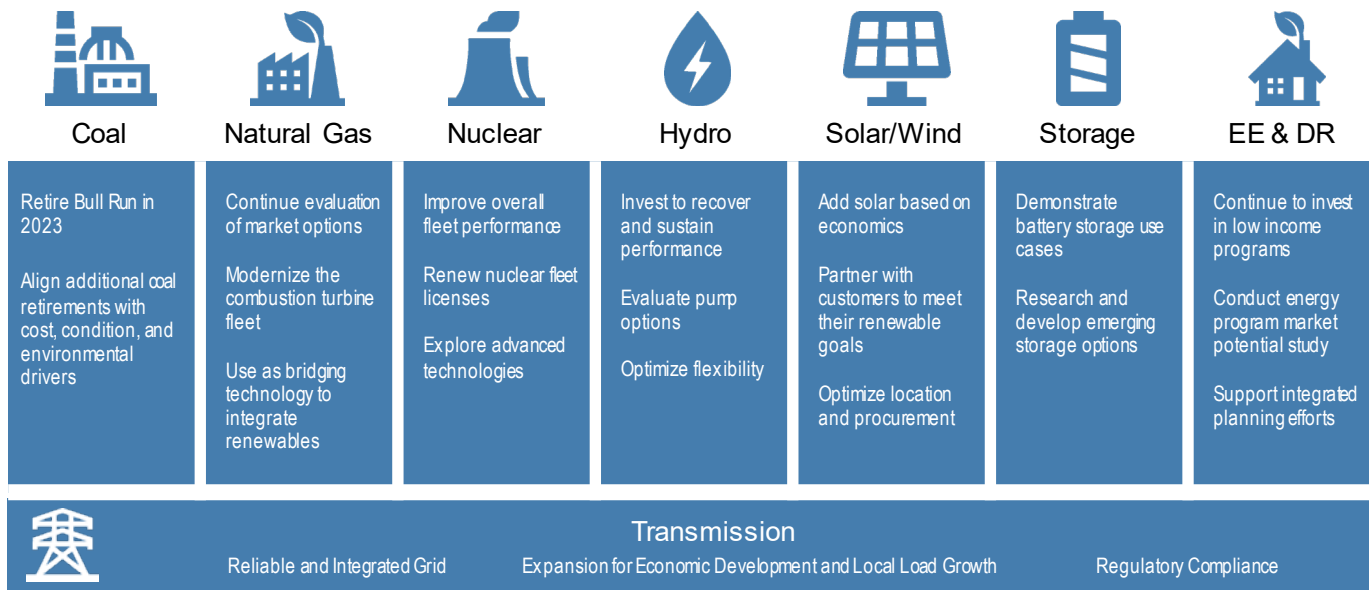 Coal
Retire Bull Run in
2023
Align additional coal
retirements with
cost, condition, and
environmental
drivers
Natural Gas
Continue evaluation
of market options
Modernize the
combustion turbine
fleet
Use as bridging
technology to
integrate
renewables
Nuclear
Improve overall
fleet performance
Renew nuclear fleet
licenses
Explore advanced
technologies
Hydro
Invest to recover
and sustain
performance
Evaluate pump
options
Optimize flexibility
Solar/Wind
Add solar based on
economics
Partner with
customers to meet
their renewable
goals
Optimize location
and procurement
Storage
Demonstrate
battery storage use
cases
Research and
develop emerging
storage options
EE & DR
Continue to invest
in low income
programs
Conduct energy
program market
potential study
Support integrated
planning efforts
Transmission
Reliable and Integrated Grid
Expansion for Economic Development and Local Load Growth
Regulatory Compliance